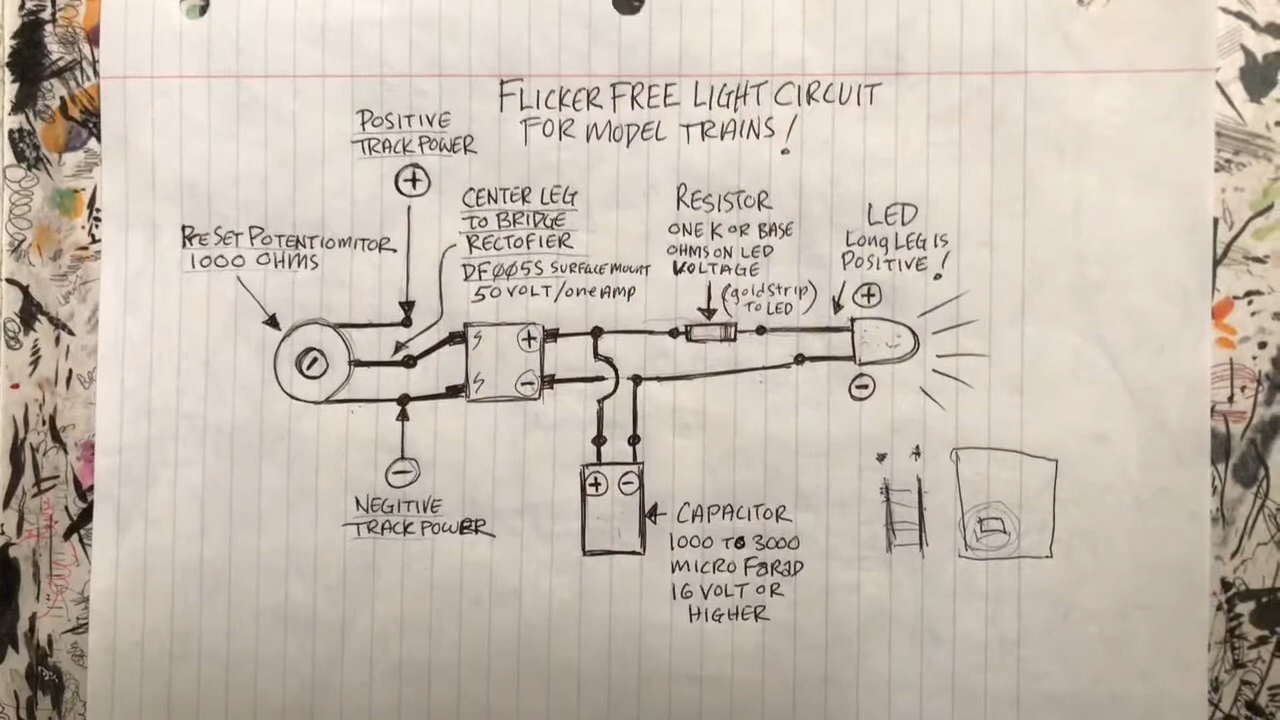 FLICKER FREE LIGHT CIRCUIT
FOR MODEL TRAINS!
POSITIVE
TRACK POWER
+
PRESET POTENTIOMITOR
1000 OHMS
CENTER LEG
TO BRIDGE
RECTOFIER
DF005S SURFACE MOUNT
50 VOLT/one Amp
RESISTOR
ONE K OR BASE
OHMS ON LED
VOLTAGE
(gold strip
TO LED)
LED
Long LEG IS
POSITIVE!
+
+
-
-
-
NEGITIVE
TRACK POWER
+ -
CAPACITOR
1000 TO 3000
MICRO FARAD
16 VOLT OR
HIGHER